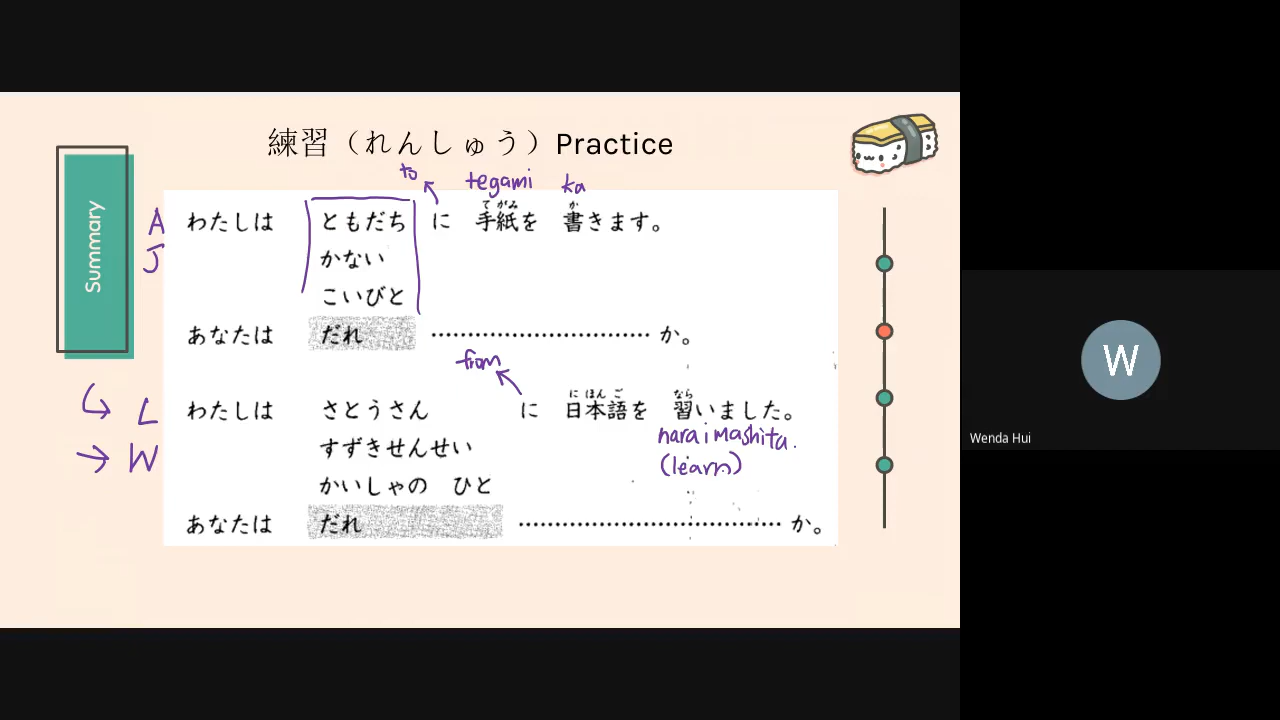 練習（れんしゅう）Practice
Summary
to tegami ka
て がみ か
A わたしは ともだち に 手紙を 書きます。
J かない
こいびと
あなたは だれ ………………………… か。
from
に ほん ご なら
L わたしは さとうさん に 日本語を 習いました。
W すずきせんせい naraimashita.
(learn)
かいしゃの ひと
あなたは だれ ………………………… か。
W
Wenda Hui